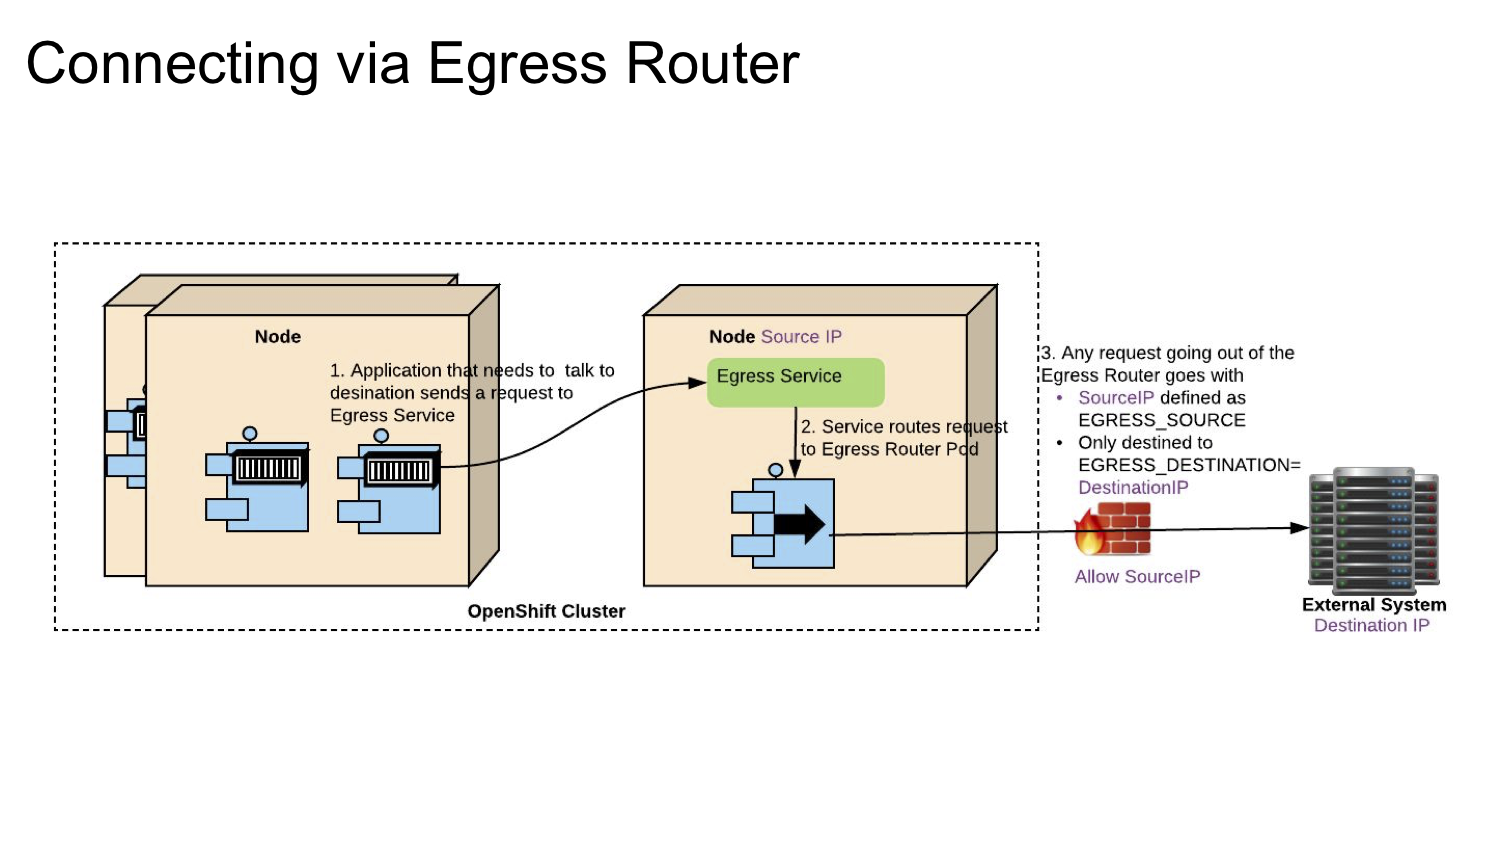 Connecting via Egress Router
Node
1. Application that needs to talk to
desination sends a request to
Egress Service
Node Source IP
Egress Service
2. Service routes request
to Egress Router Pod
3. Any request going out of the
Egress Router goes with
• SourceIP defined as
EGRESS_SOURCE
• Only destined to
EGRESS_DESTINATION=
DestinationIP
Allow SourceIP
External System
Destination IP
OpenShift Cluster